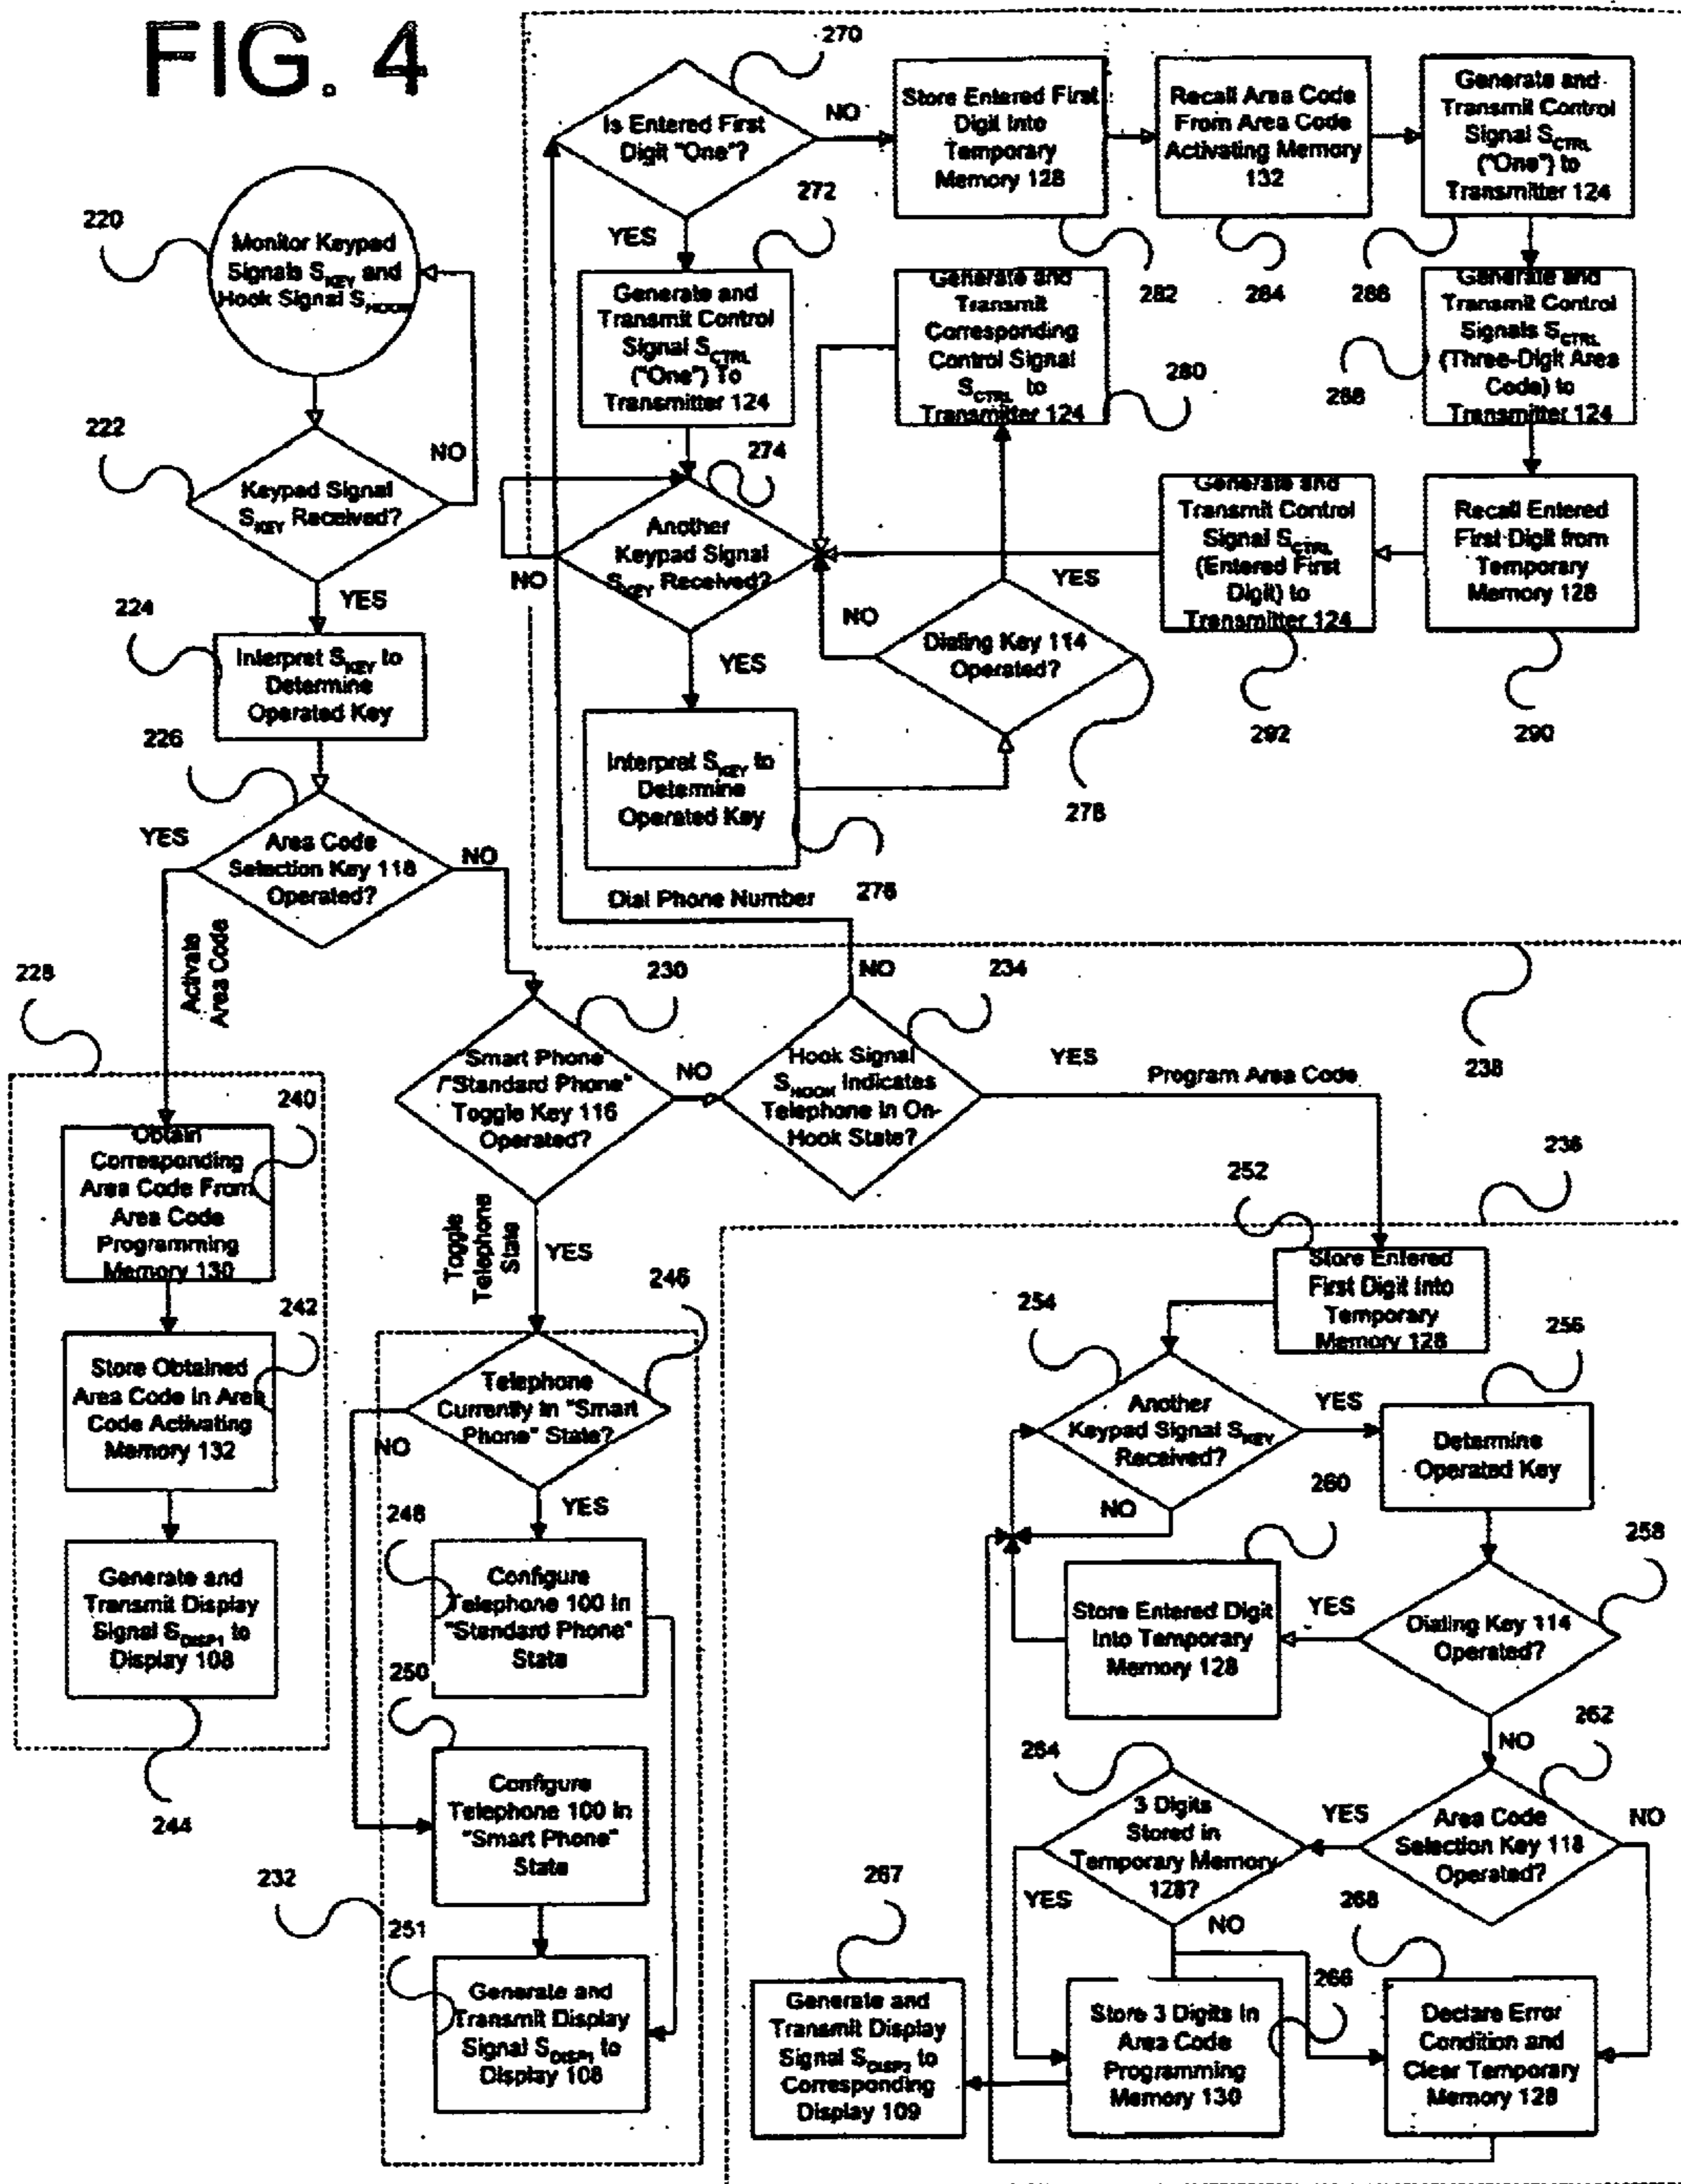 FIG. 4
270
Is Entered First
Digit "One"?
NO
YES
Store Entered First
Digit Into
Temporary
Memory 128
282
Recall Area Code
From Area Code
Activating Memory
132
284
Generate and
Transmit Control
Signal SCTRL
("One") to
Transmitter 124
286
272
Generate and
Transmit Control
Signal SCTRL
("One") To
Transmitter 124
Generate and
Transmit
Corresponding
Control Signal
SCTRL to
Transmitter 124
280
Generate and
Transmit Control
Signals SCTRL
(Three-Digit Area
Code) to
Transmitter 124
288
220
Monitor Keypad
Signals SKEY and
Hook Signal SHOOK
222
NO
Keypad Signal
SKEY Received?
YES
274
Another
Keypad Signal
SKEY Received?
NO
YES
Generate and
Transmit Control
Signal SCTRL
(Entered First
Digit) to
Transmitter 124
292
Recall Entered
First Digit from
Temporary
Memory 128
290
YES
NO
Dialing Key 114
Operated?
278
224
Interpret SKEY to
Determine
Operated Key
Interpret SKEY to
Determine
Operated Key
276
226
YES
Area Code
Selection Key 118
Operated?
NO
Dial Phone Number
Activate
Area Code
228
230
"Smart Phone"
/"Standard Phone"
Toggle Key 116
Operated?
NO
NO
234
Hook Signal
SHOOK Indicates
Telephone in On-
Hook State?
YES
Program Area Code
238
240
Obtain
Corresponding
Area Code From
Area Code
Programming
Memory 130
Toggle
Telephone
State
YES
236
252
Store Entered
First Digit Into
Temporary
Memory 128
242
Store Obtained
Area Code in Area
Code Activating
Memory 132
246
Telephone
Currently in "Smart
Phone" State?
NO
YES
254
Another
Keypad Signal SKEY
Received?
YES
NO
256
Determine
Operated Key
Generate and
Transmit Display
Signal SDISP1 to
Display 108
244
248
Configure
Telephone 100 in
"Standard Phone"
State
260
Store Entered Digit
Into Temporary
Memory 128
YES
258
Dialing Key 114
Operated?
NO
250
Configure
Telephone 100 in
"Smart Phone"
State
232
264
3 Digits
Stored in
Temporary Memory
128?
YES
NO
YES
262
Area Code
Selection Key 118
Operated?
NO
251
Generate and
Transmit Display
Signal SDISP1 to
Display 108
267
Generate and
Transmit Display
Signal SDISP2 to
Corresponding
Display 109
266
Store 3 Digits in
Area Code
Programming
Memory 130
268
Declare Error
Condition and
Clear Temporary
Memory 128